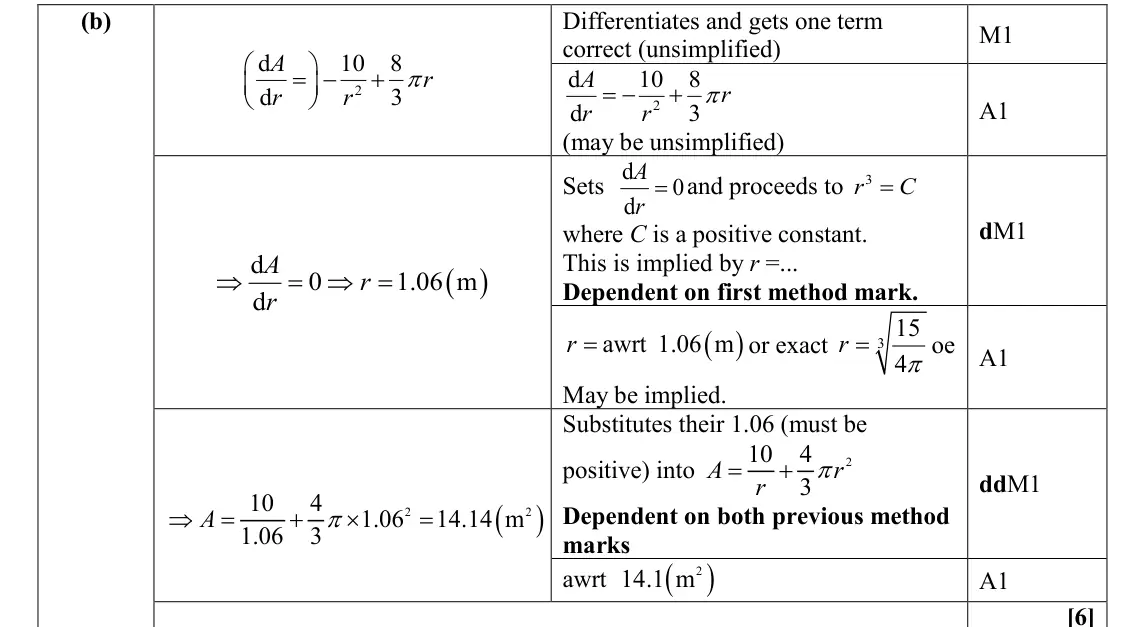 (b)
(dA/dr =) − 10/r² + 8/3 πr
Differentiates and gets one term
correct (unsimplified)
M1
dA/dr = − 10/r² + 8/3 πr
(may be unsimplified)
A1
⇒ dA/dr = 0 ⇒ r = 1.06 (m)
Sets dA/dr = 0 and proceeds to r³ = C
where C is a positive constant.
This is implied by r =...
Dependent on first method mark.
dM1
r = awrt 1.06 (m) or exact r = ∛(15/4π) oe
May be implied.
A1
⇒ A = 10/1.06 + 4/3 π × 1.06² = 14.14 (m²)
Substitutes their 1.06 (must be
positive) into A = 10/r + 4/3 πr²
Dependent on both previous method
marks
ddM1
awrt 14.1 (m²)
A1
[6]